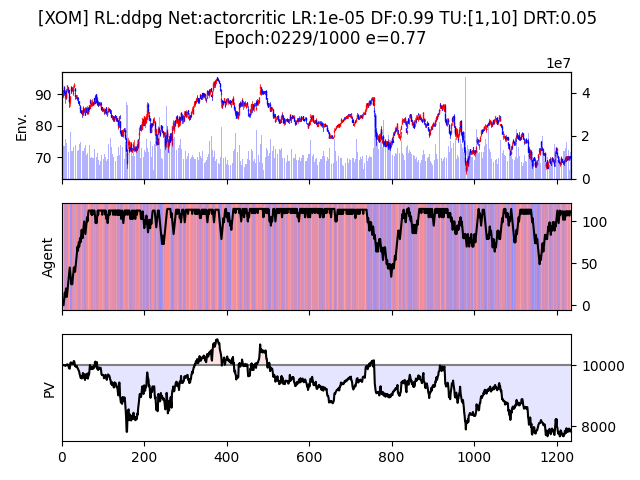 [XOM] RL:ddpg Net:actorcritic LR:1e-05 DF:0.99 TU:[1,10] DRT:0.05
Epoch:0229/1000 e=0.77
1e7
90
80
70
Env.
4
2
0
Agent
100
50
0
PV
10000
8000
0 200 400 600 800 1000 1200